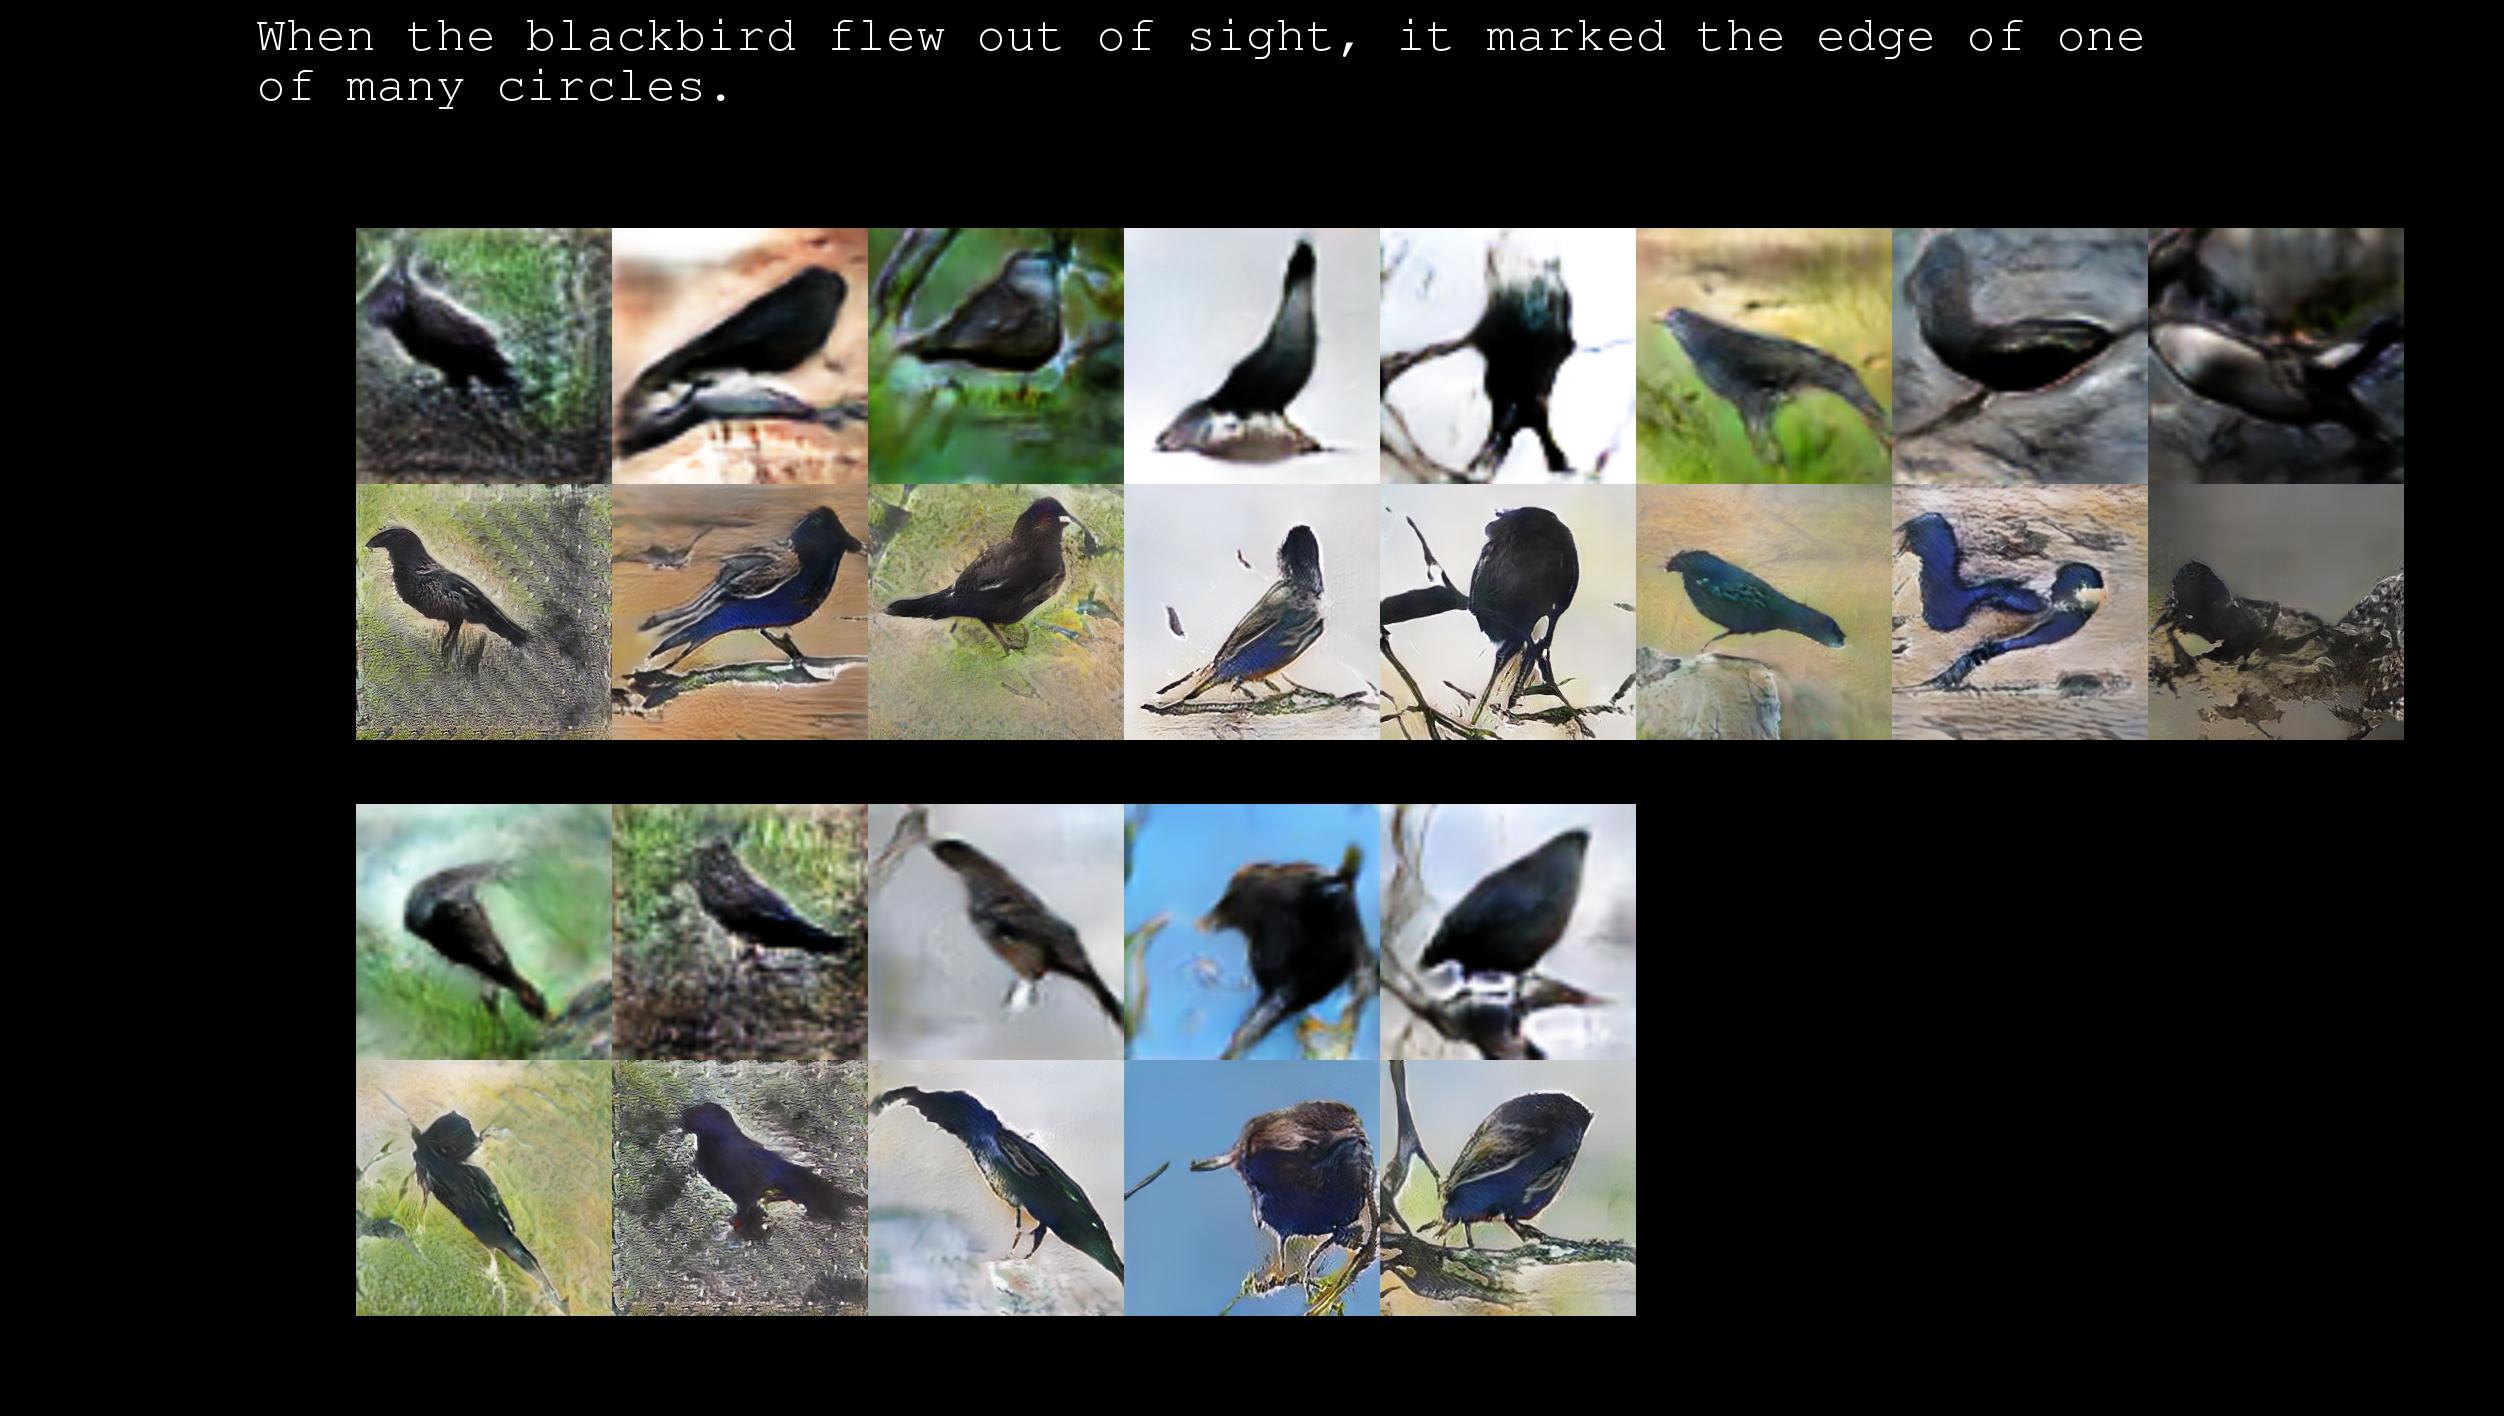 When the blackbird flew out of sight, it marked the edge of one
of many circles.